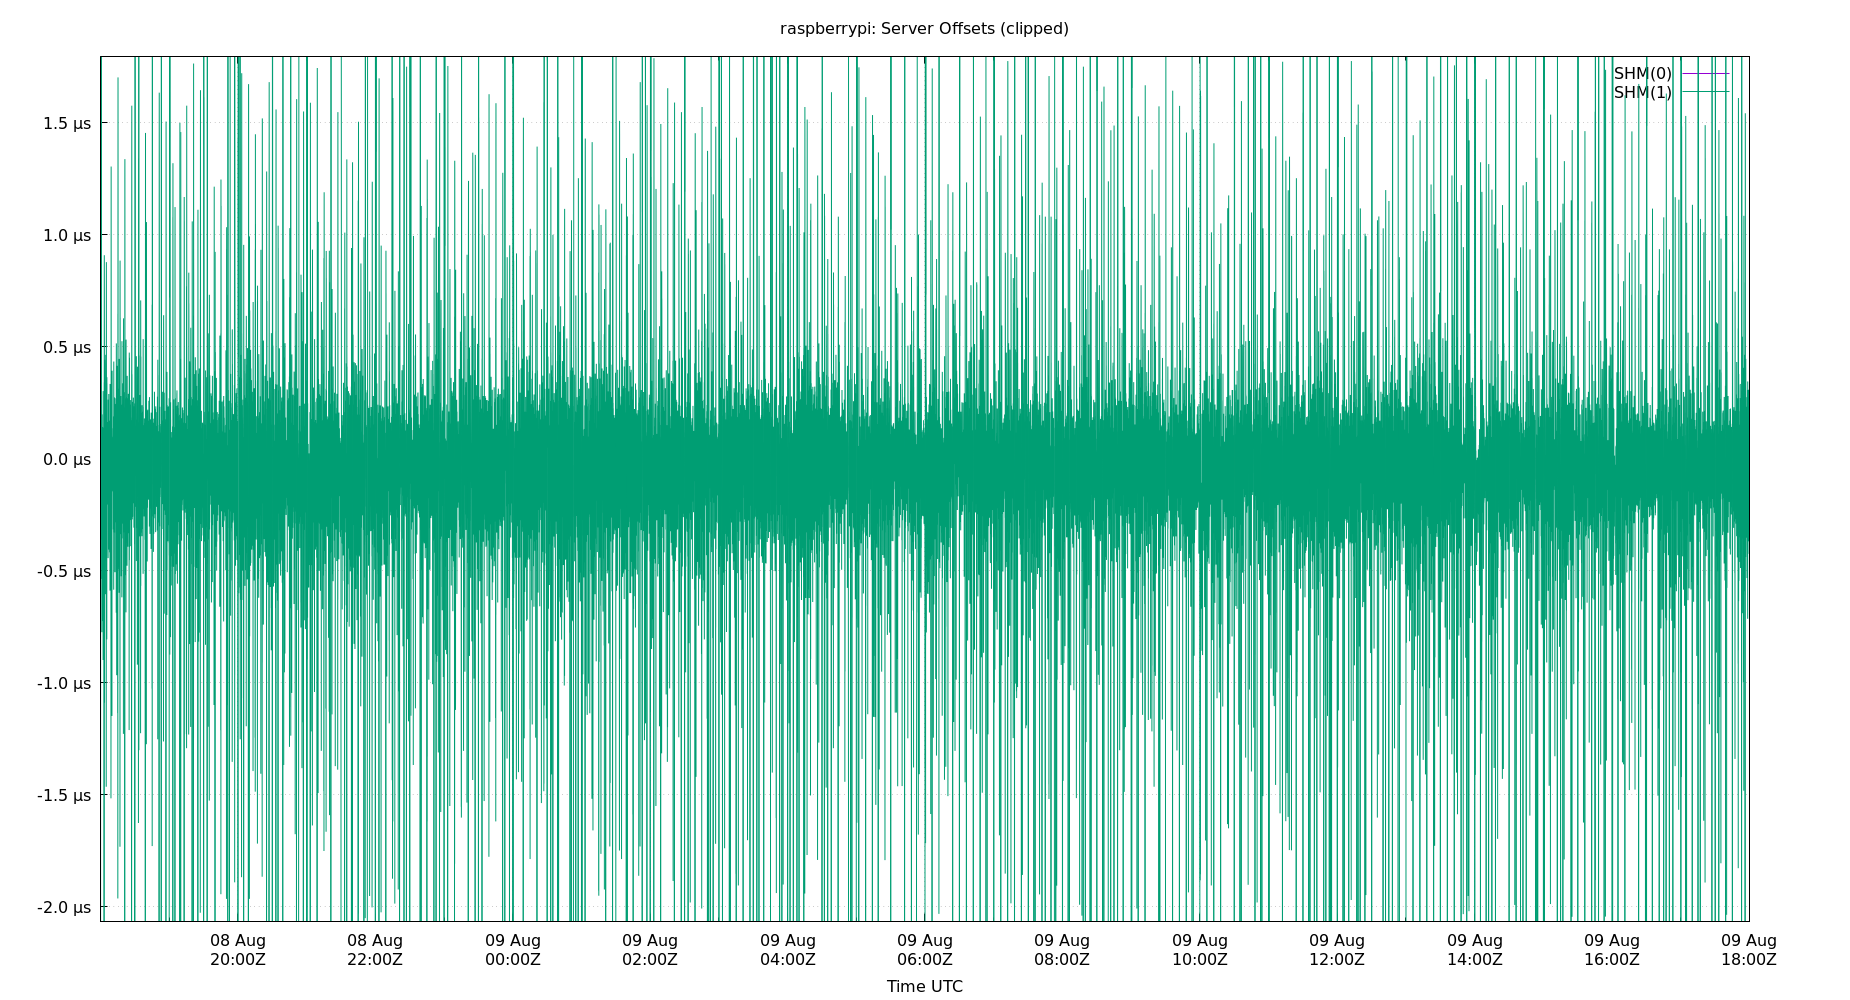 raspberrypi: Server Offsets (clipped)
SHM(0)
SHM(1)
1.5 µs
1.0 µs
0.5 µs
0.0 µs
-0.5 µs
-1.0 µs
-1.5 µs
-2.0 µs
08 Aug 08 Aug 09 Aug 09 Aug 09 Aug 09 Aug 09 Aug 09 Aug 09 Aug 09 Aug 09 Aug 09 Aug
20:00Z 22:00Z 00:00Z 02:00Z 04:00Z 06:00Z 08:00Z 10:00Z 12:00Z 14:00Z 16:00Z 18:00Z
Time UTC